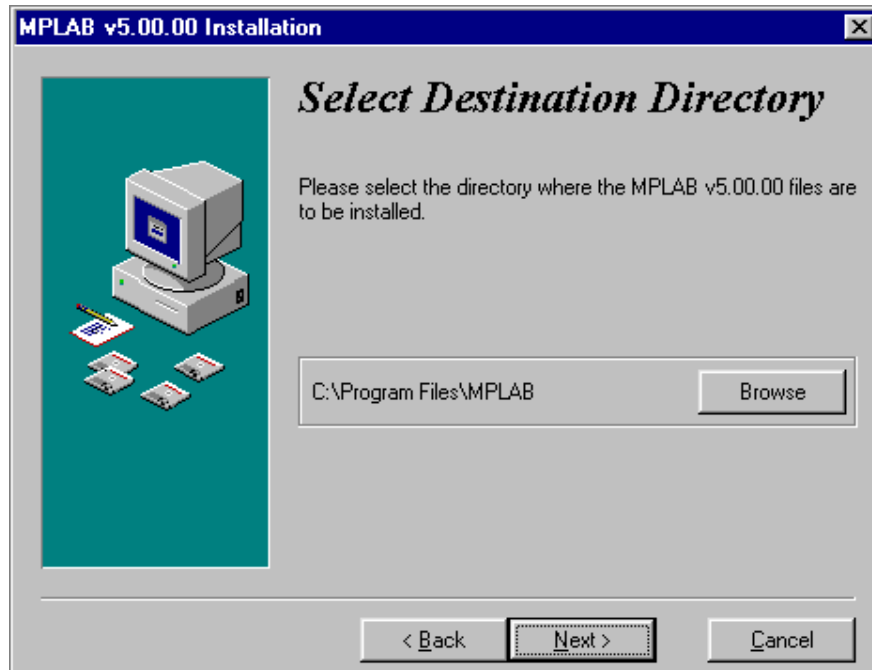 MPLAB v5.00.00 Installation
Select Destination Directory
Please select the directory where the MPLAB v5.00.00 files are
to be installed.
C:\Program Files\MPLAB
Browse
< Back
Next >
Cancel